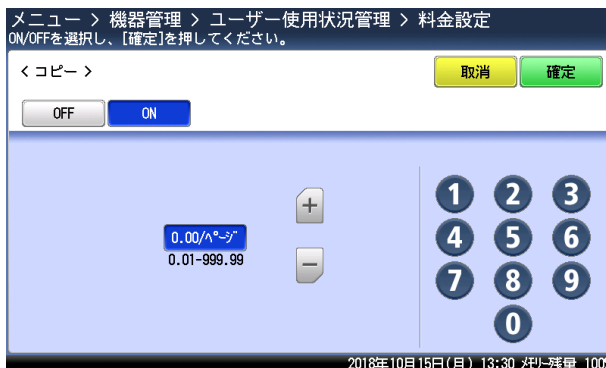 メニュー > 機器管理 > ユーザー使用状況管理 > 料金設定
ON/OFFを選択し、[確定]を押してください。
<コピー>
取消
確定
OFF
ON
0.00/ページ
0.01-999.99
+
-
1 2 3
4 5 6
7 8 9
0
2018年10月15日(月) 13:30 メモリー残量 100